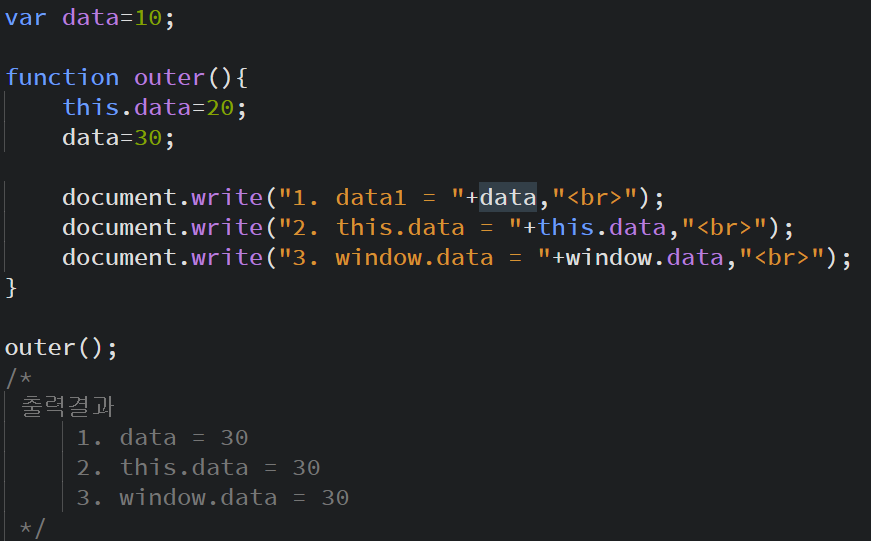 var data=10;
function outer(){
this.data=20;
data=30;
document.write("1. data1 = "+data,"<br>");
document.write("2. this.data = "+this.data,"<br>");
document.write("3. window.data = "+window.data,"<br>");
}
outer();
/*
출력결과
1. data = 30
2. this.data = 30
3. window.data = 30
*/